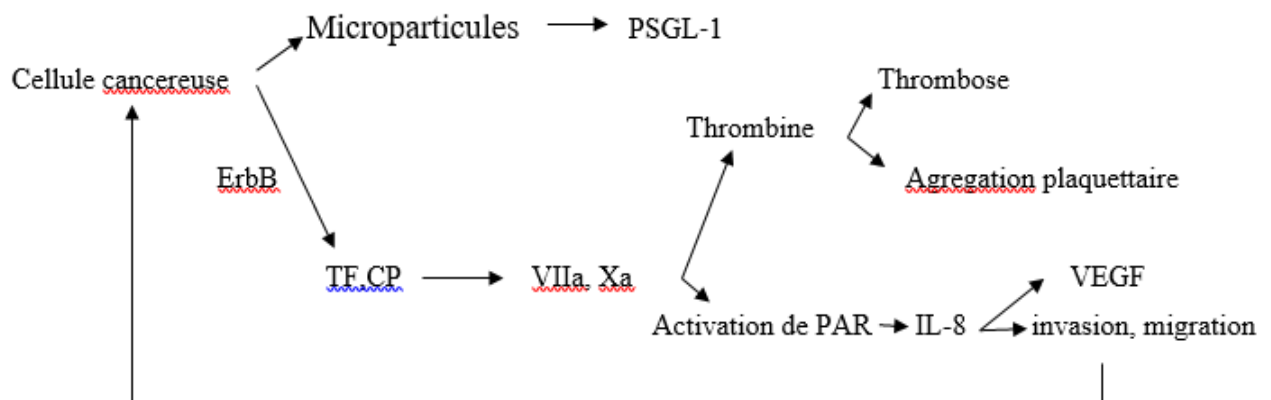 Microparticules PSGL-1
Cellule cancereuse
Thrombose
Thrombine
ErbB
Agregation plaquettaire
TF,CP VIIa, Xa VEGF
Activation de PAR IL-8 invasion, migration